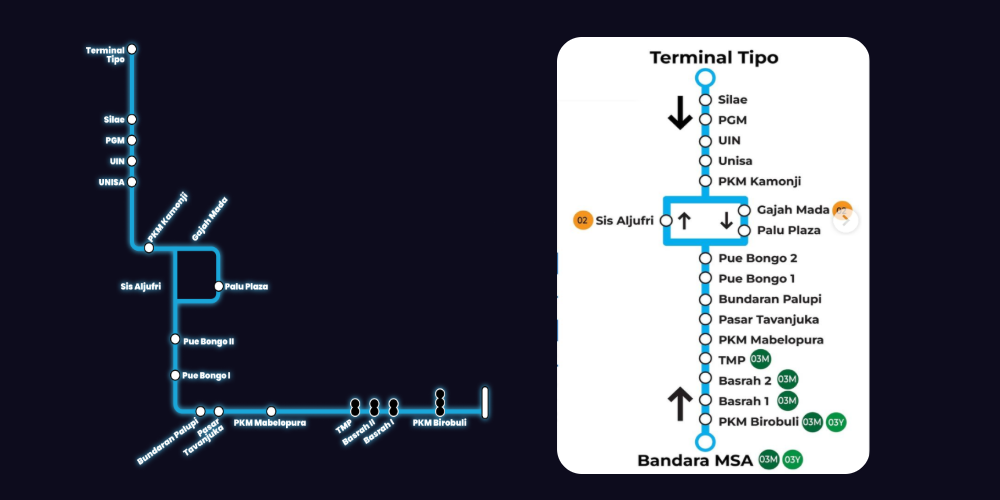 Terminal
Tipo
Silae
PGM
UIN
UNISA
PKM Kamonji
Gajah Mada
Sis Aljufri
Palu Plaza
Pue Bongo II
Pue Bongo I
Bundaran Palupi
Pasar
Tavanjuka
PKM Mabelopura
TMP
Basrah II
Basrah I
PKM Birobuli
Terminal Tipo
Silae
PGM
UIN
Unisa
PKM Kamonji
02 Sis Aljufri
Gajah Mada
Palu Plaza
Pue Bongo 2
Pue Bongo 1
Bundaran Palupi
Pasar Tavanjuka
PKM Mabelopura
TMP 03M
Basrah 2 03M
Basrah 1 03M
PKM Birobuli 03M 03Y
Bandara MSA 03M 03Y